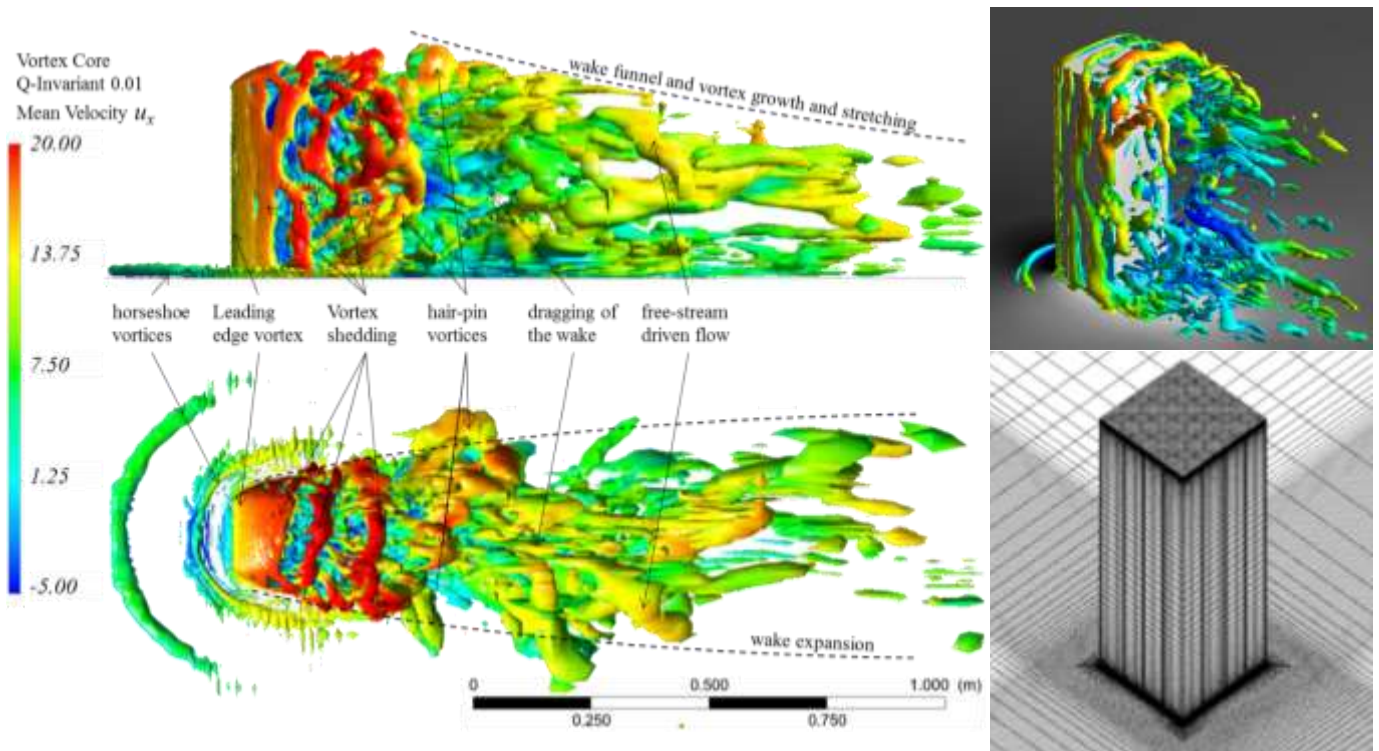 Vortex Core
Q-Invariant 0.01
Mean Velocity uₓ
20.00
13.75
7.50
1.25
-5.00
wake funnel and vortex growth and stretching
horseshoe
vortices
Leading
edge vortex
Vortex
shedding
hair-pin
vortices
dragging of
the wake
free-stream
driven flow
wake expansion
0 0.500 1.000 (m)
0.250 0.750